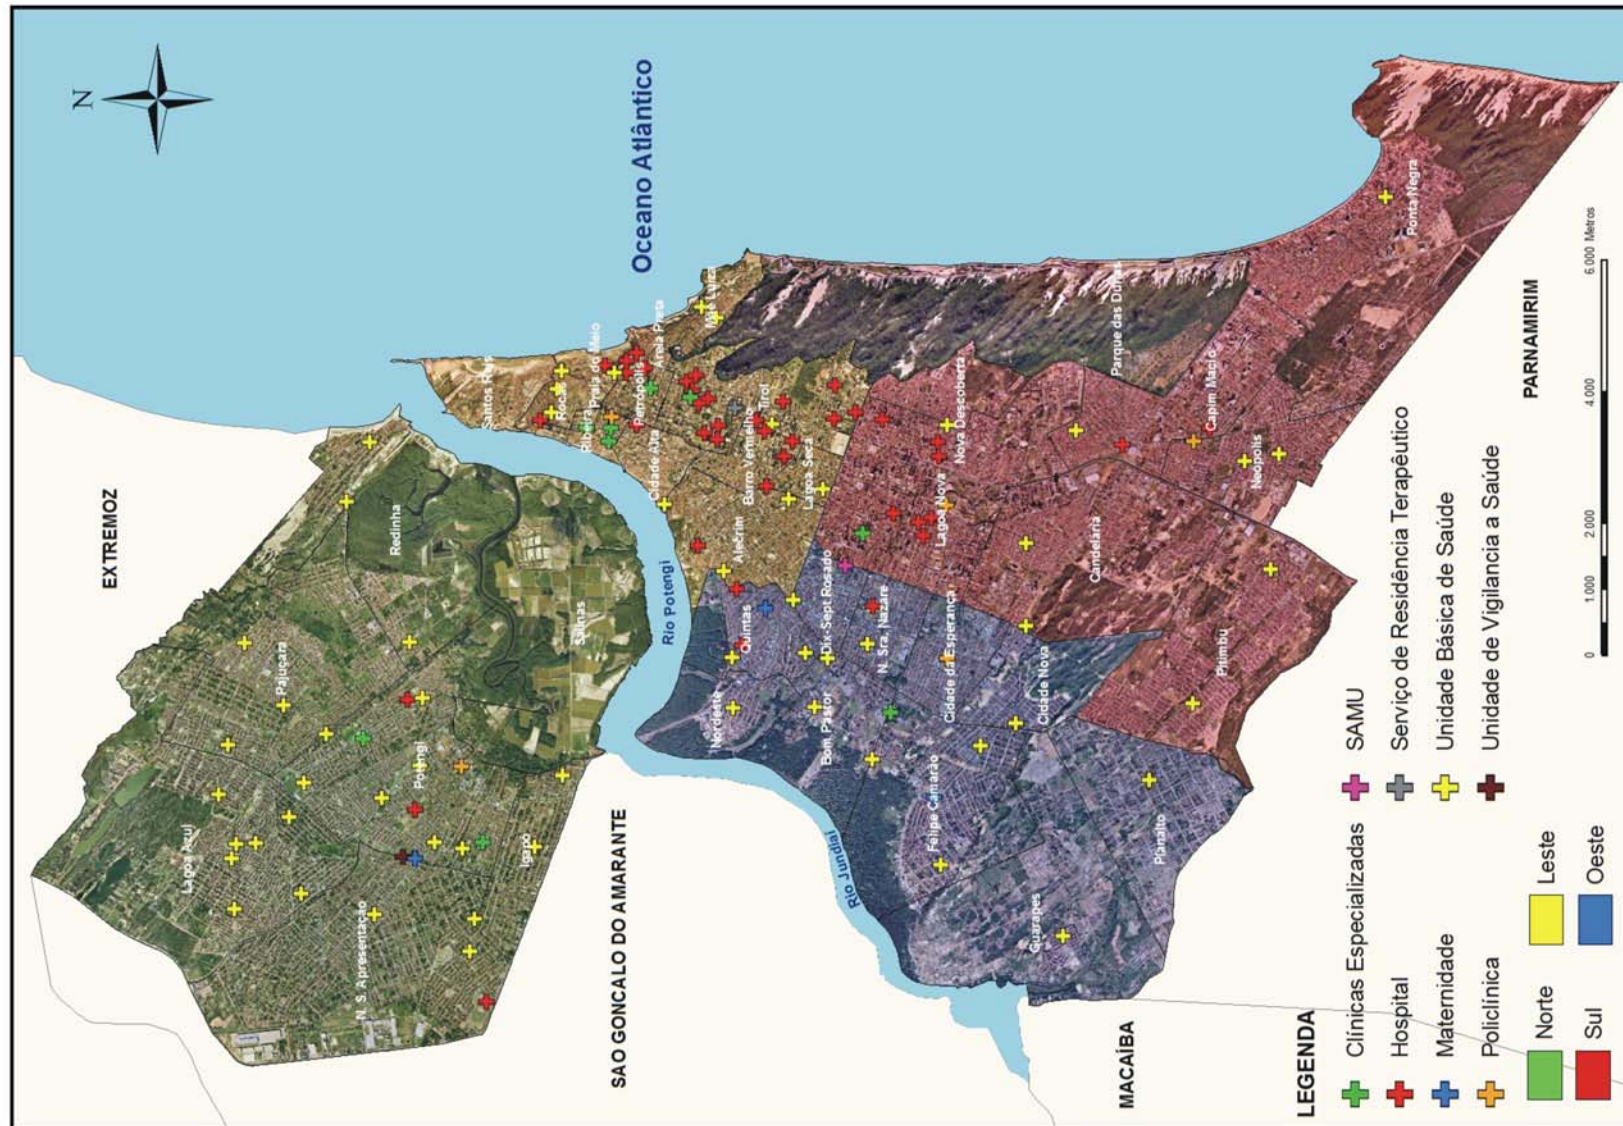 N
EXTREMOZ
Oceano Atlântico
Redinha
Pajuçara
Salinas
Lagoa Azul
Potengi
N. S. Apresentação
Igapó
Rio Potengi
SAO GONCALO DO AMARANTE
Santos Reis
Rocas
Praia do Meio
Ribeira
Petrópolis
Areia Preta
Mãe Luiza
Cidade Alta
Tirol
Barro Vermelho
Alecrim
Lagoa Seca
Parque das Dunas
Nova Descoberta
Lagoa Nova
Capim Macio
Ponta Negra
Neópolis
Candelária
Pitimbu
Quintas
Nordeste
Dix-Sept Rosado
Bom Pastor
N. Sra. Nazaré
Cidade da Esperança
Cidade Nova
Felipe Camarão
Planalto
Guarapes
Rio Jundiaí
MACAÍBA
PARNAMIRIM
0 1.000 2.000 4.000 6.000 Metros
LEGENDA
Clínicas Especializadas
Hospital
Maternidade
Policlínica
SAMU
Serviço de Residência Terapêutico
Unidade Básica de Saúde
Unidade de Vigilancia a Saúde
Norte
Leste
Sul
Oeste